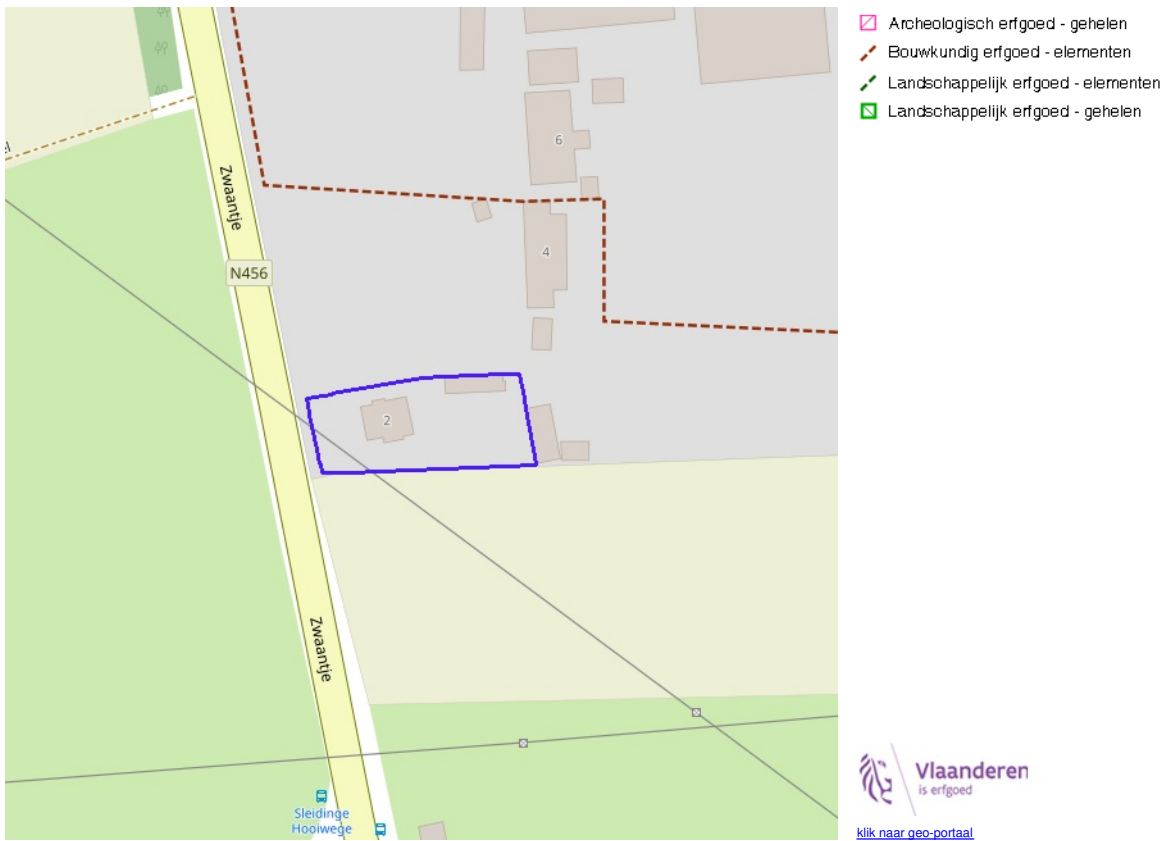 Archeologisch erfgoed - gehelen
Bouwkundig erfgoed - elementen
Landschappelijk erfgoed - elementen
Landschappelijk erfgoed - gehelen
6
Zwaantje
4
N456
2
Zwaantje
Vlaanderen
is erfgoed
Sleidinge
Hooiwege
klik naar geo-portaal